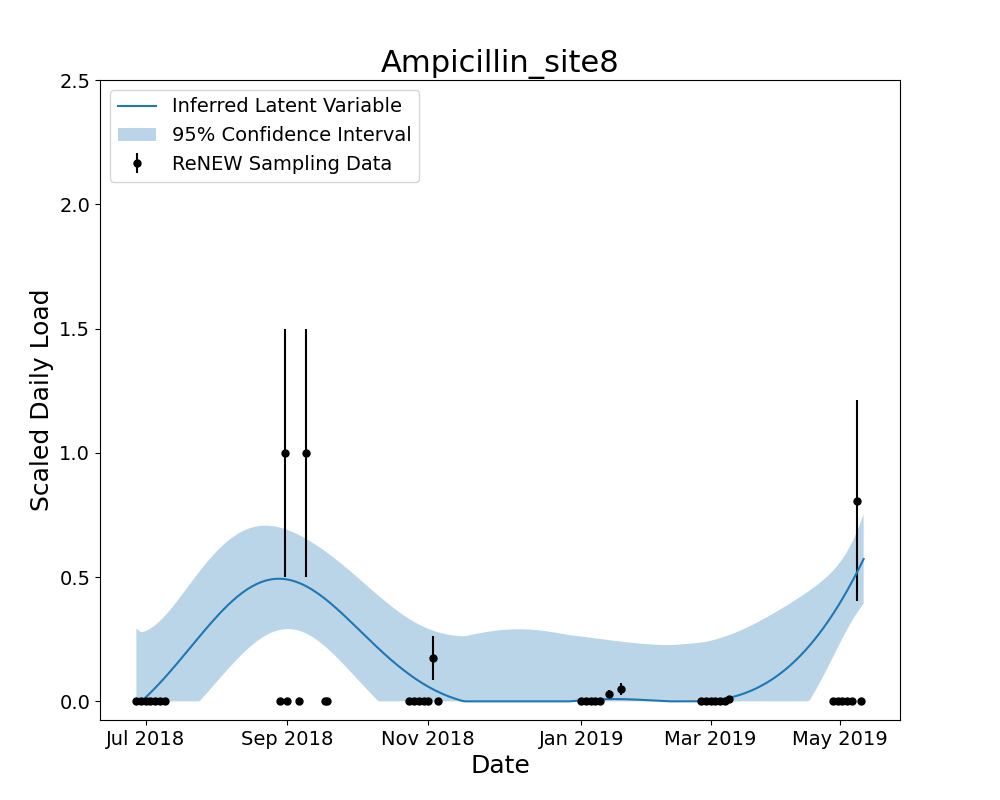 Ampicillin_site8
2.5
2.0
1.5
1.0
0.5
0.0
Scaled Daily Load
Inferred Latent Variable
95% Confidence Interval
ReNEW Sampling Data
Jul 2018 Sep 2018 Nov 2018 Jan 2019 Mar 2019 May 2019
Date